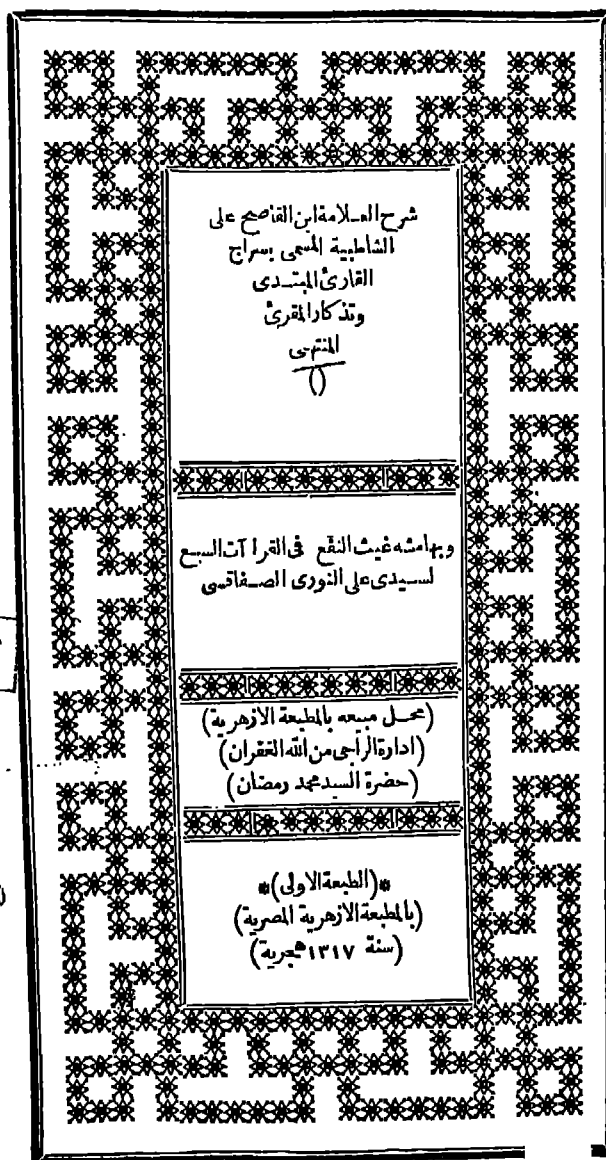 شرح العلامة ابن القاصح على
الشاطبية المسمى بسراج
القارئ المبتدى
وتذكار المقرئ
المنتهى
وبهامشه غيث النفع في القراآت السبع
لسيدى على النورى الصفاقسى
(محل مبيعه بالمطبعة الازهرية)
(ادارة الراجى من الله الغفران)
(حضرة السيد محمد رمضان)
*(الطبعة الاولى)*
(بالمطبعة الازهرية المصرية)
(سنة ١٣١٧ هجرية)